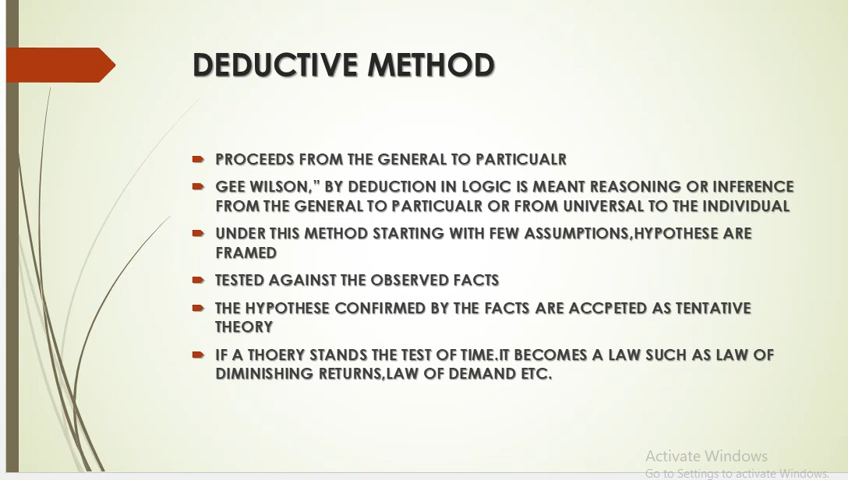 DEDUCTIVE METHOD
PROCEEDS FROM THE GENERAL TO PARTICUALR
GEE WILSON,” BY DEDUCTION IN LOGIC IS MEANT REASONING OR INFERENCE
FROM THE GENERAL TO PARTICUALR OR FROM UNIVERSAL TO THE INDIVIDUAL
UNDER THIS METHOD STARTING WITH FEW ASSUMPTIONS,HYPOTHESE ARE
FRAMED
TESTED AGAINST THE OBSERVED FACTS
THE HYPOTHESE CONFIRMED BY THE FACTS ARE ACCPETED AS TENTATIVE
THEORY
IF A THOERY STANDS THE TEST OF TIME.IT BECOMES A LAW SUCH AS LAW OF
DIMINISHING RETURNS,LAW OF DEMAND ETC.
Activate Windows
Go to Settings to activate Windows.